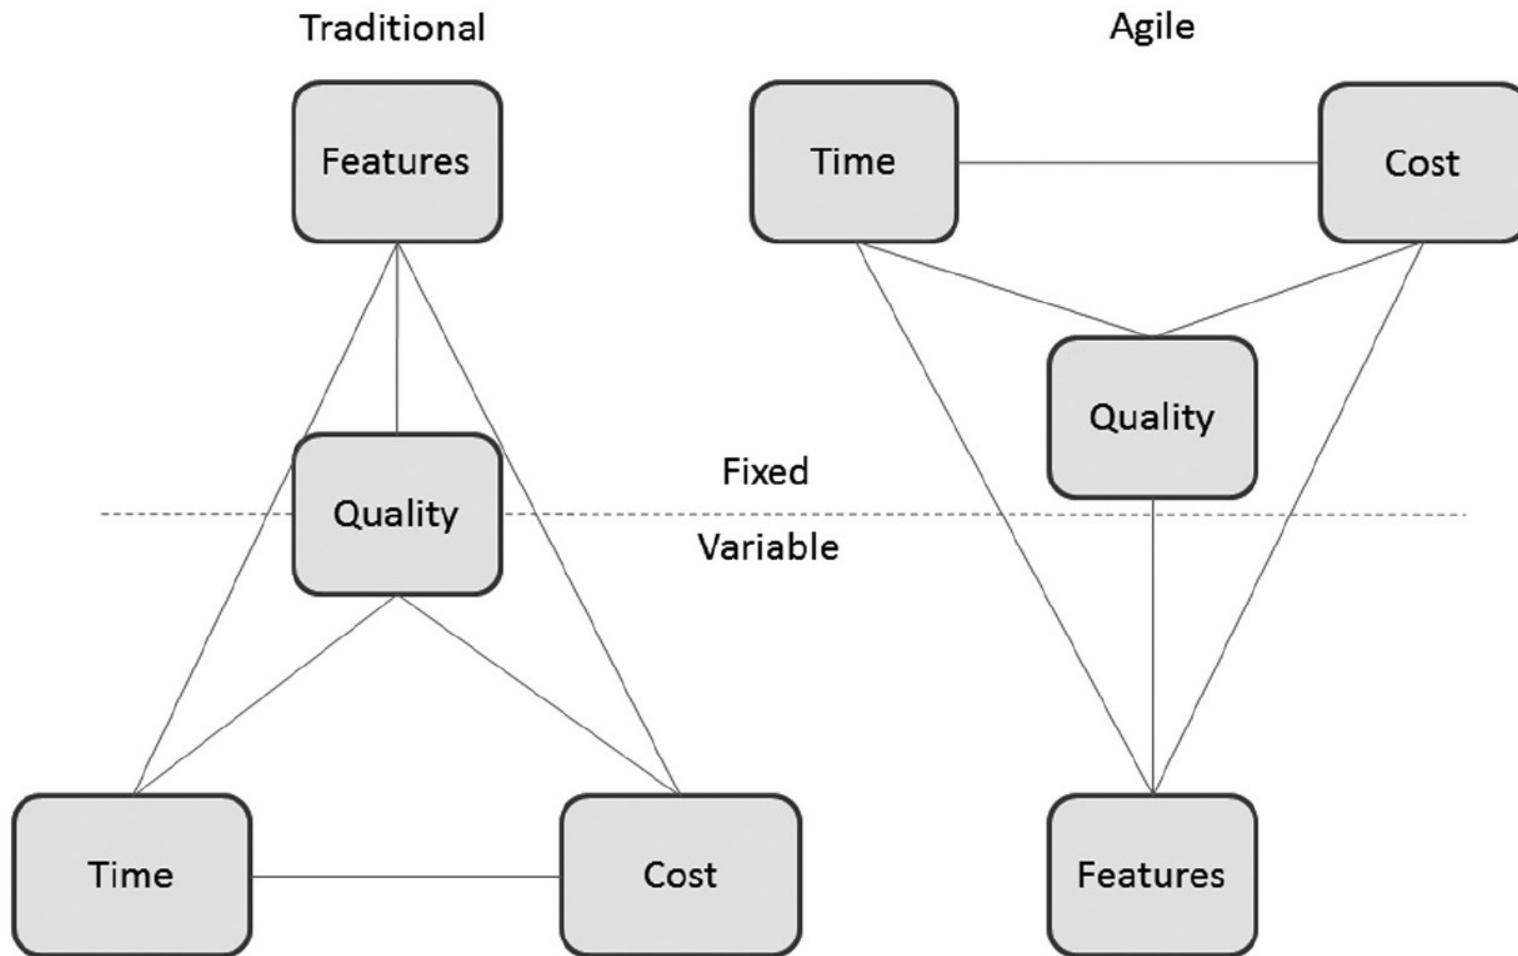 Traditional
Agile
Features
Time
Cost
Quality
Quality
Fixed
Variable
Time
Cost
Features